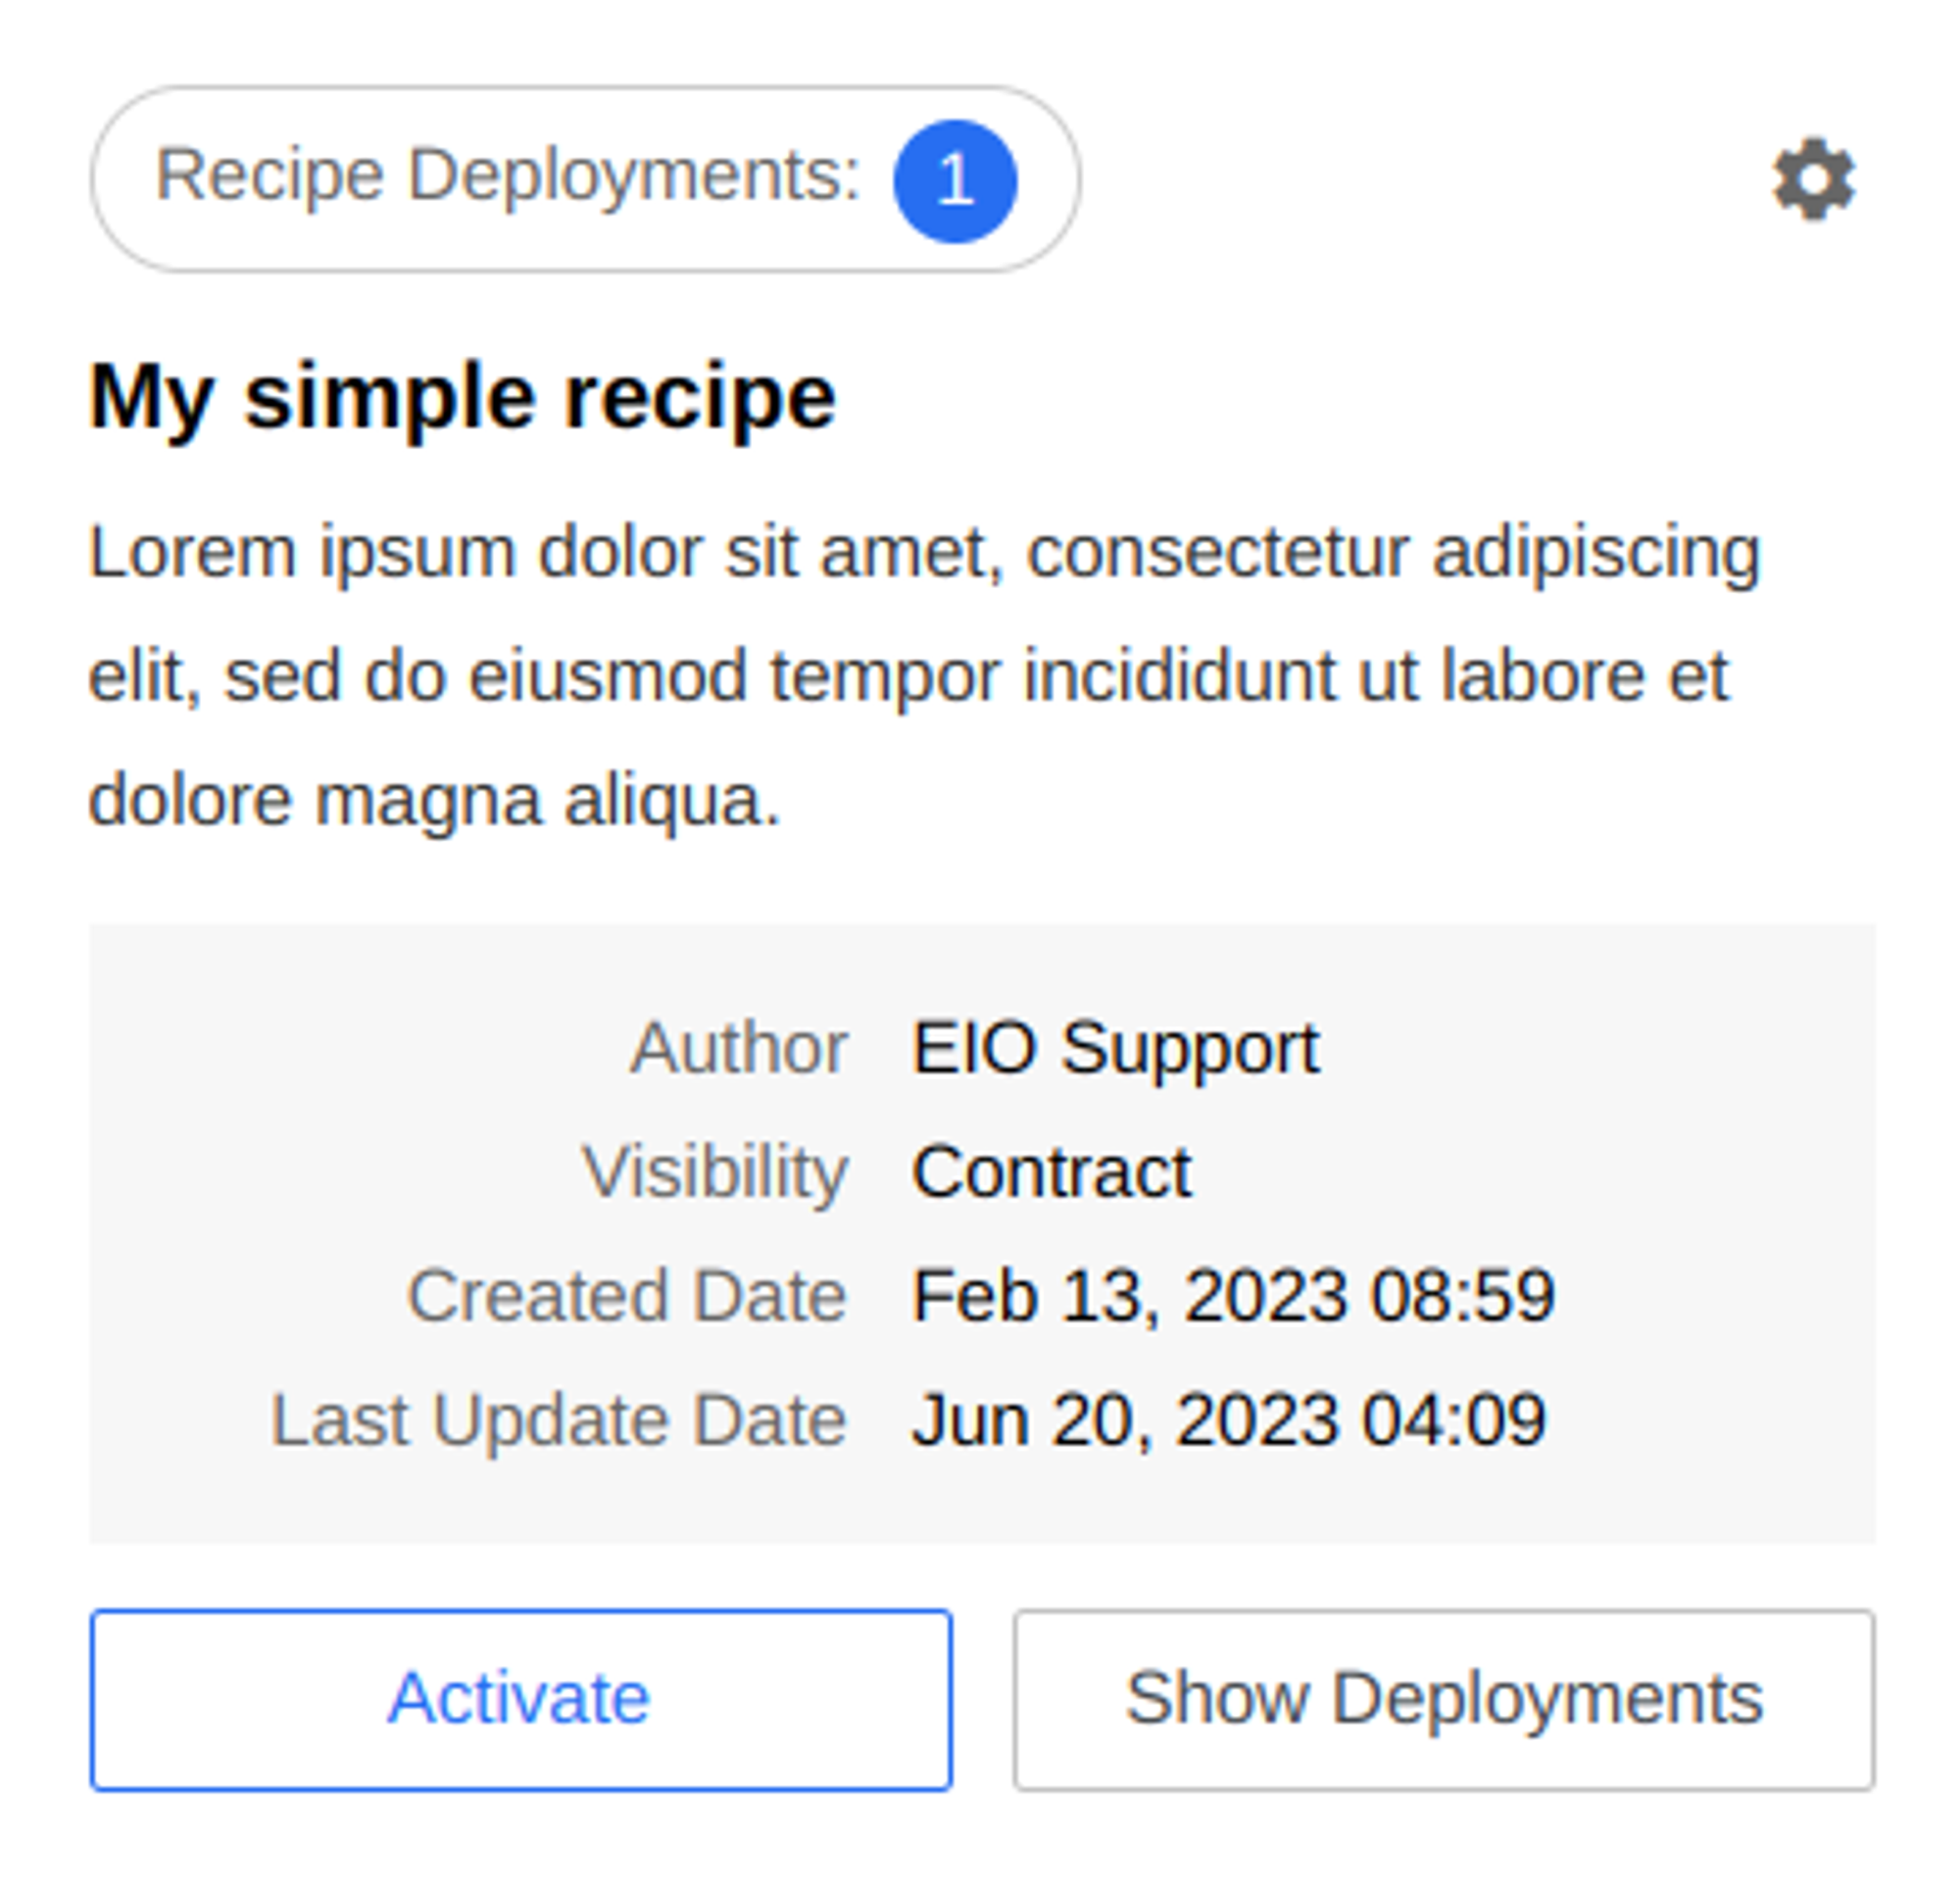 Recipe Deployments: 1
My simple recipe
Lorem ipsum dolor sit amet, consectetur adipiscing
elit, sed do eiusmod tempor incididunt ut labore et
dolore magna aliqua.
Author EIO Support
Visibility Contract
Created Date Feb 13, 2023 08:59
Last Update Date Jun 20, 2023 04:09
Activate Show Deployments